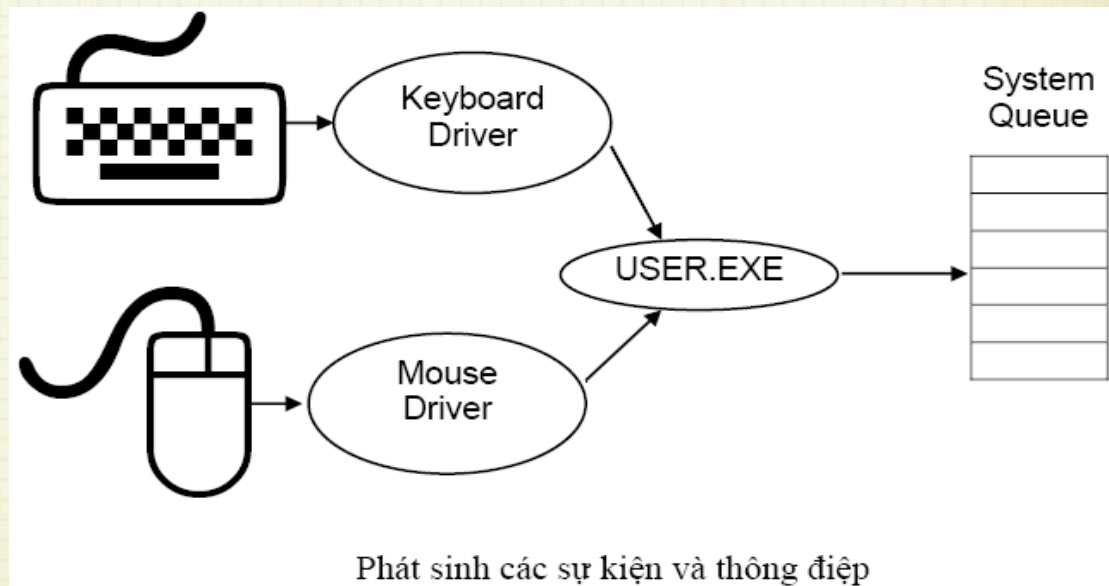 Keyboard
Driver
System
Queue
USER.EXE
Mouse
Driver
Phát sinh các sự kiện và thông điệp